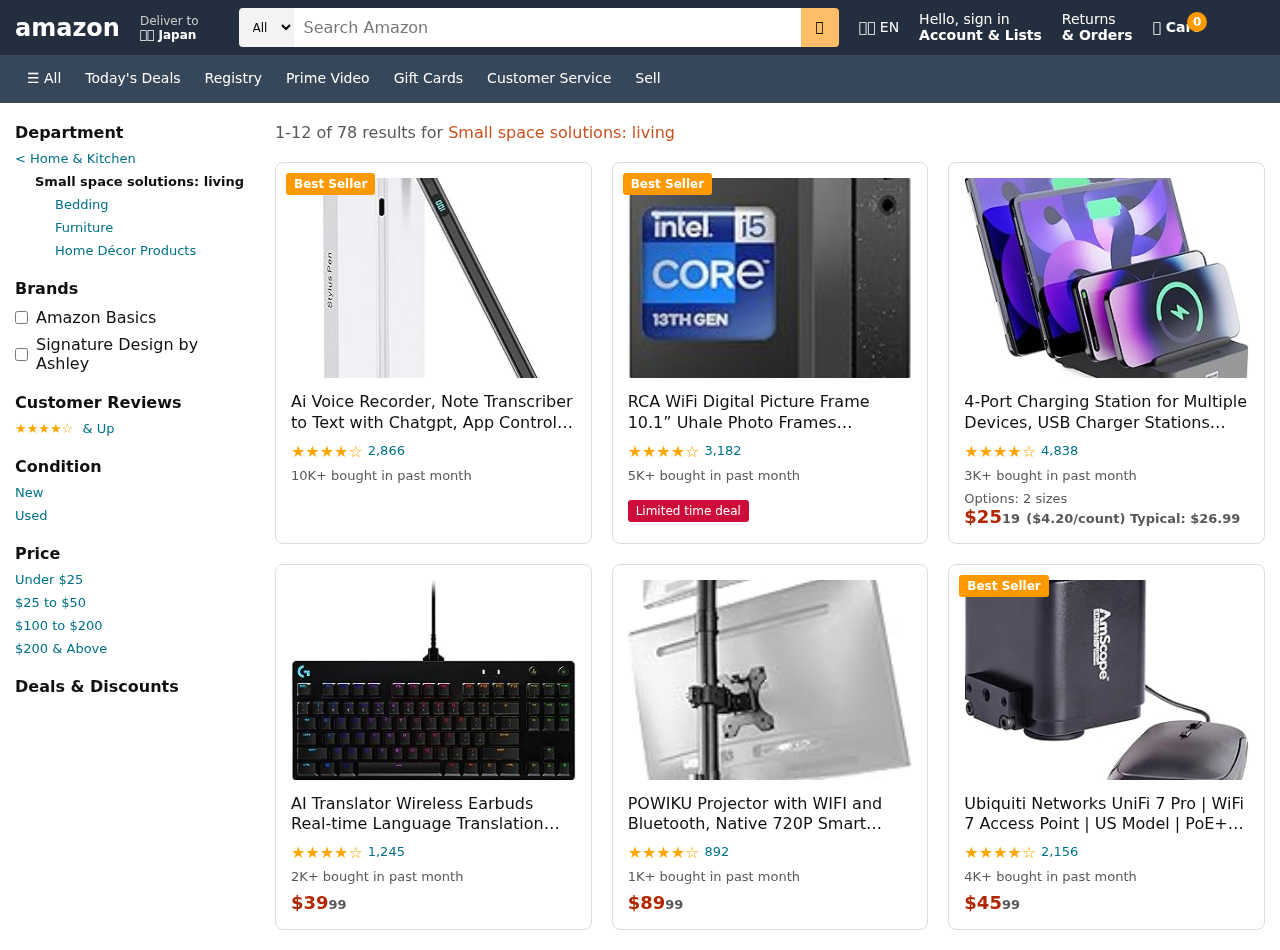 amazon
Deliver to
Japan
All
Search Amazon
EN
Hello, sign in
Account & Lists
Returns
& Orders
0
☰ All
Today's Deals
Registry
Prime Video
Gift Cards
Customer Service
Sell
Department
< Home & Kitchen
Small space solutions: living
Bedding
Furniture
Home Décor Products
Brands
Amazon Basics
Signature Design by
Ashley
Customer Reviews
★★★★☆ & Up
Condition
New
Used
Price
Under $25
$25 to $50
$100 to $200
$200 & Above
Deals & Discounts
1-12 of 78 results for Small space solutions: living
Best Seller
Stylus Pen
Ai Voice Recorder, Note Transcriber
to Text with Chatgpt, App Control…
★★★★☆ 2,866
10K+ bought in past month
Best Seller
intel. i5
CORE™
13TH GEN
RCA WiFi Digital Picture Frame
10.1” Uhale Photo Frames…
★★★★☆ 3,182
5K+ bought in past month
Limited time deal
4-Port Charging Station for Multiple
Devices, USB Charger Stations…
★★★★☆ 4,838
3K+ bought in past month
Options: 2 sizes
$25 19 ($4.20/count) Typical: $26.99
AI Translator Wireless Earbuds
Real-time Language Translation…
★★★★☆ 1,245
2K+ bought in past month
$39 99
POWIKU Projector with WIFI and
Bluetooth, Native 720P Smart…
★★★★☆ 892
1K+ bought in past month
$89 99
Best Seller
AmScope
Ubiquiti Networks UniFi 7 Pro | WiFi
7 Access Point | US Model | PoE+…
★★★★☆ 2,156
4K+ bought in past month
$45 99